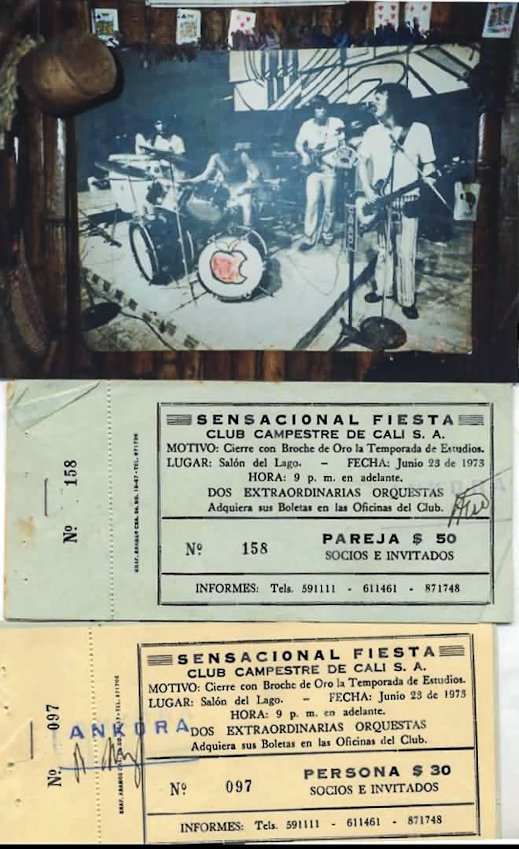 SENSACIONAL FIESTA
CLUB CAMPESTRE DE CALI S. A.
MOTIVO: Cierre con Broche de Oro la Temporada de Estudios.
LUGAR: Salón del Lago. - FECHA: Junio 23 de 1973
HORA: 9 p. m. en adelante.
DOS EXTRAORDINARIAS ORQUESTAS
Adquiera sus Boletas en las Oficinas del Club.
ANKORA
Nº 158
Nº 158
PAREJA $ 50
SOCIOS E INVITADOS
INFORMES: Tels. 591111 - 611461 - 871748
SENSACIONAL FIESTA
CLUB CAMPESTRE DE CALI S. A.
MOTIVO: Cierre con Broche de Oro la Temporada de Estudios.
LUGAR: Salón del Lago. - FECHA: Junio 23 de 1973
HORA: 9 p. m. en adelante.
DOS EXTRAORDINARIAS ORQUESTAS
Adquiera sus Boletas en las Oficinas del Club.
ANKORA
Nº 097
Nº 097
PERSONA $ 30
SOCIOS E INVITADOS
INFORMES: Tels. 591111 - 611461 - 871748